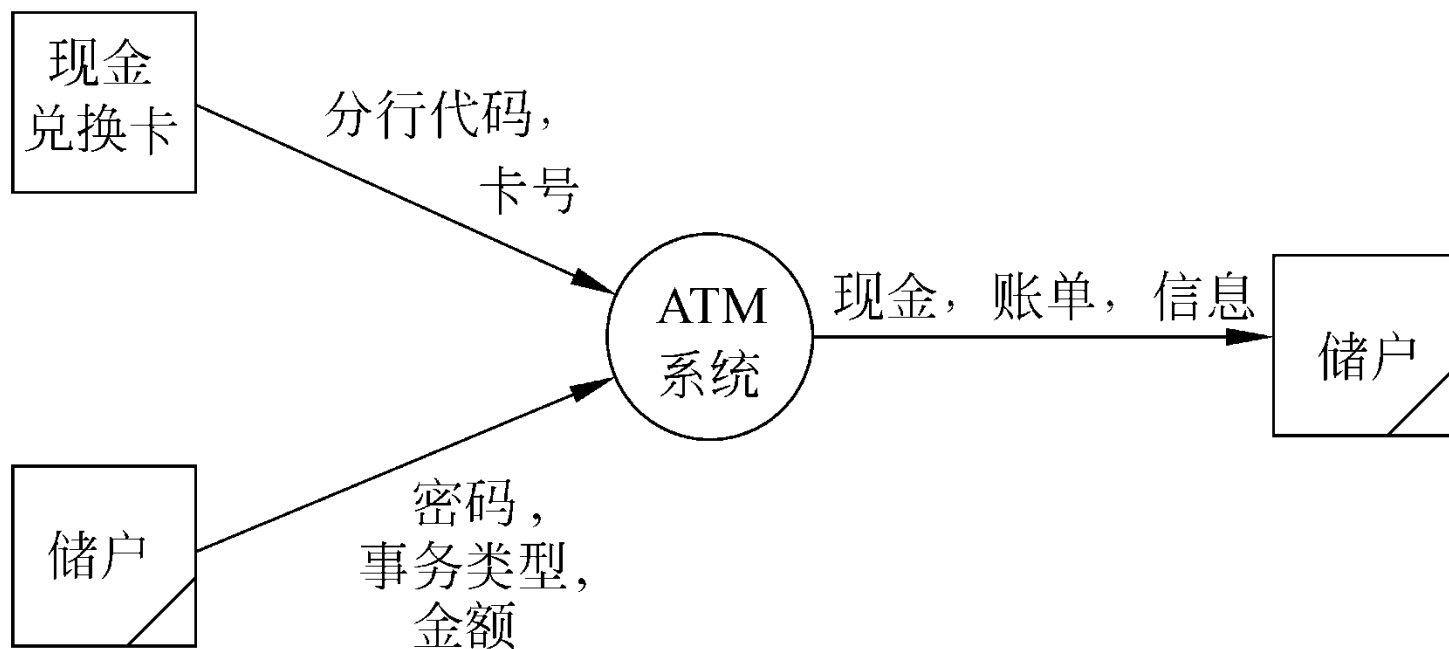 现金
兑换卡
分行代码，
卡号
ATM
系统
现金，账单，信息
储户
储户
密码，
事务类型，
金额